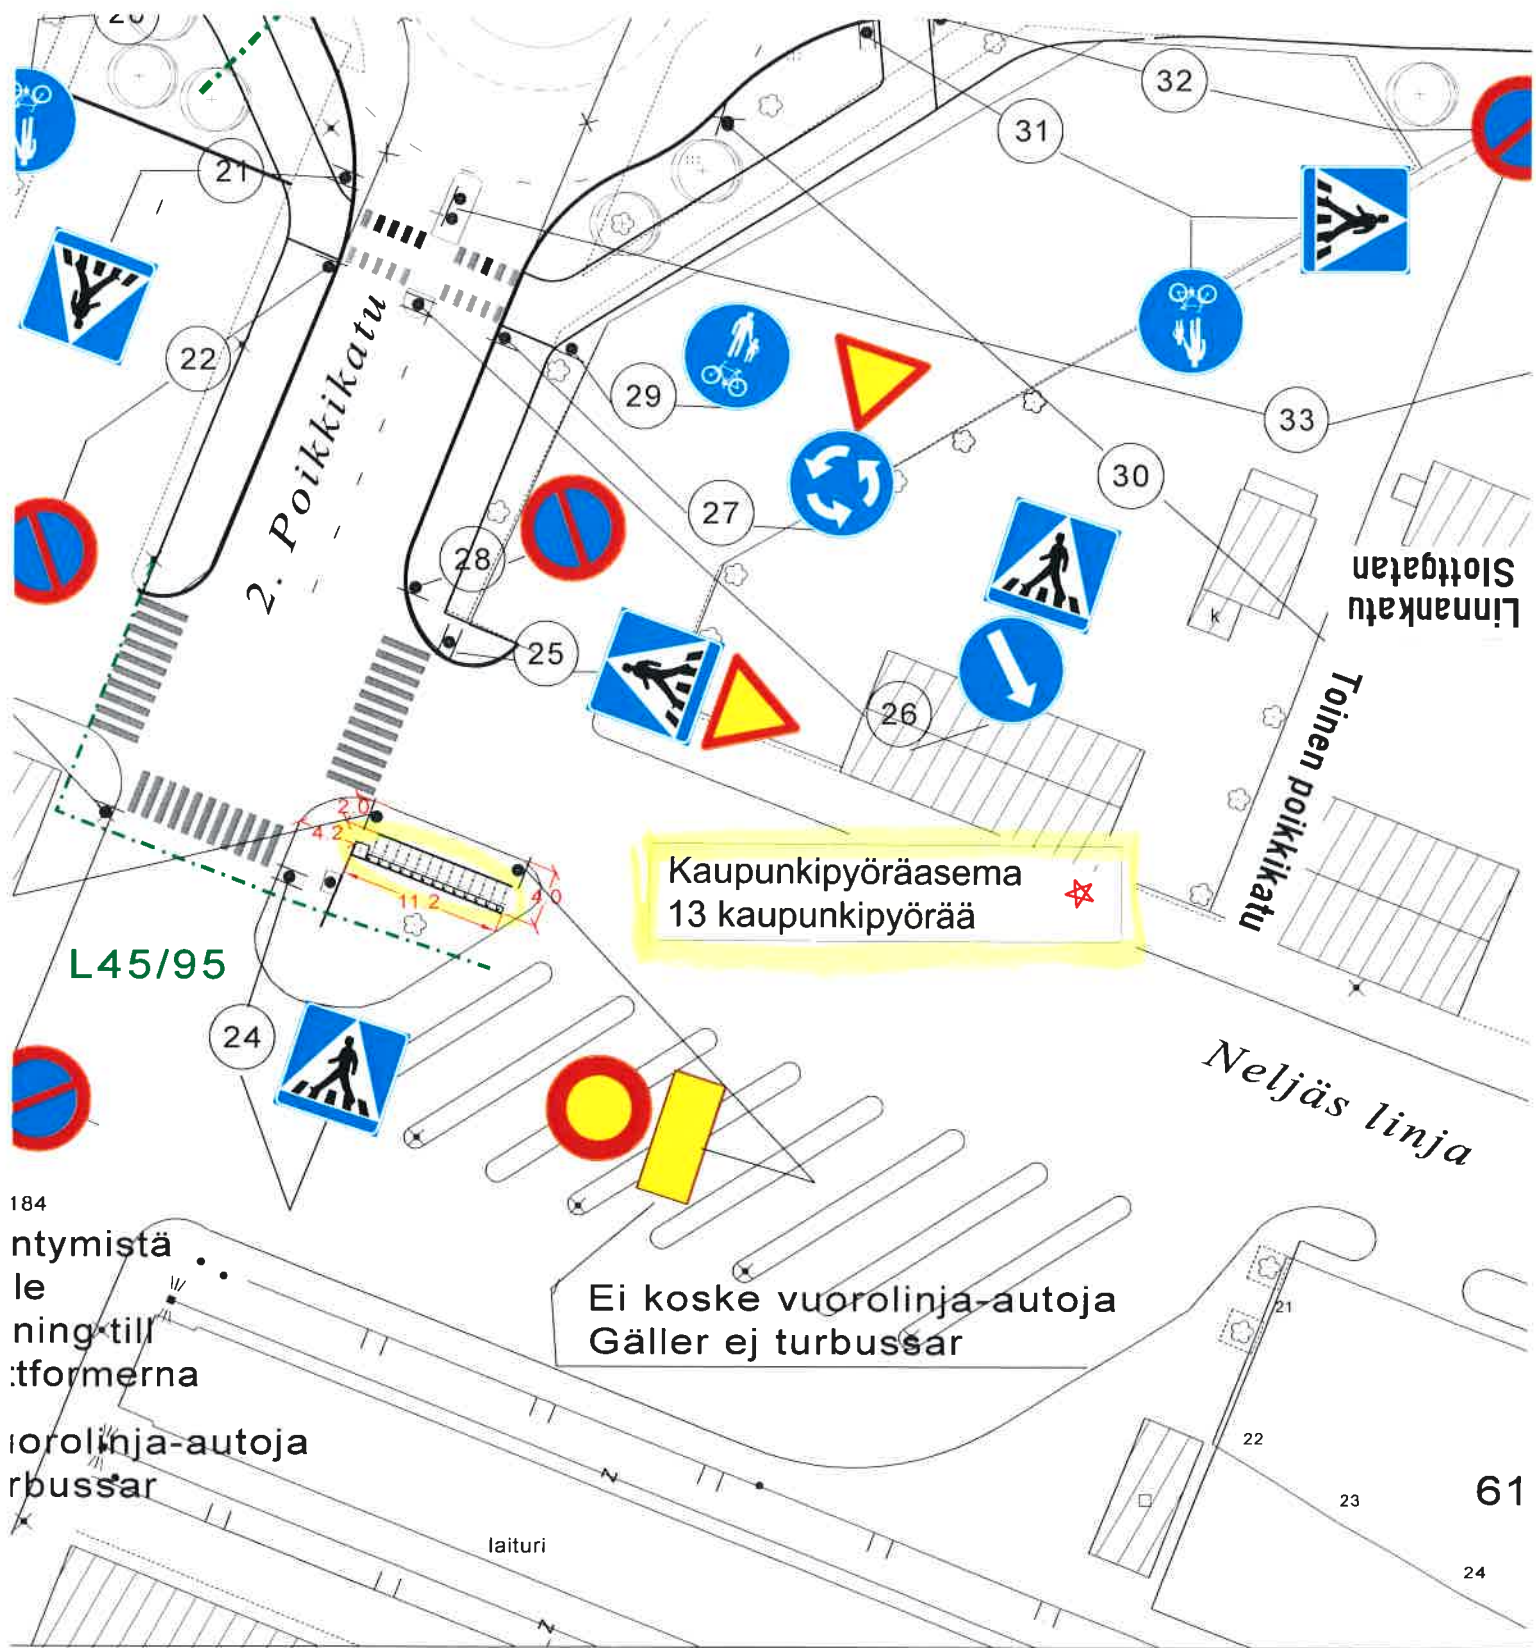 20
32
31
21
2. Poikkikatu
22
29
33
30
27
28
Linnankatu
Slottgatan
k
25
26
Toinen poikkikatu
2.0
4.2
11.2
4.0
Kaupunkipyöräasema
13 kaupunkipyörää
L45/95
24
Neljäs linja
184
ntymistä
le
ning till
tformerna
Ei koske vuorolinja-autoja
Gäller ej turbussar
21
orolinja-autoja
rbussar
22
23
61
laituri
24
z
z